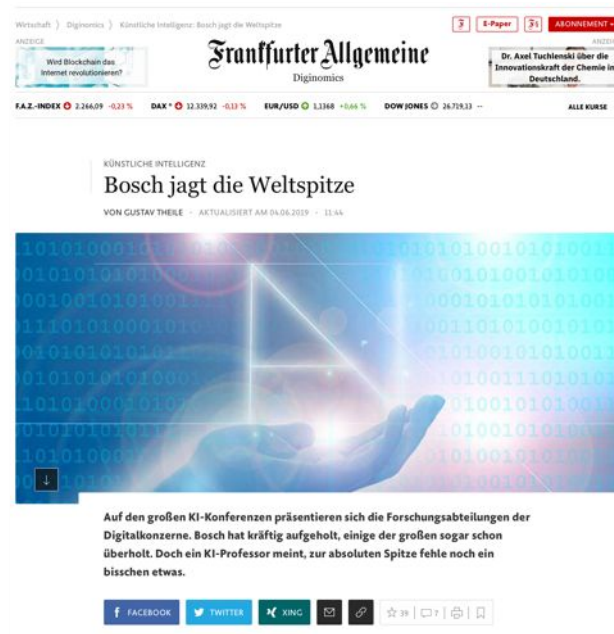 Wirtschaft 〉 Diginomics 〉 Künstliche Intelligenz: Bosch jagt die Weltspitze
E-Paper
ABONNEMENT
ANZEIGE
Wird Blockchain das
Internet revolutionieren?
Frankfurter Allgemeine
Diginomics
Dr. Axel Tuchlenski über die
Innovationskraft der Chemie in
Deutschland.
F.A.Z.-INDEX 2.266,09 -0,23 % DAX ® 12.339,92 -0,13 % EUR/USD 1,1368 +0,66 % DOW JONES 26.719,13 -- ALLE KURSE
KÜNSTLICHE INTELLIGENZ
Bosch jagt die Weltspitze
VON GUSTAV THEILE - AKTUALISIERT AM 04.06.2019 - 11:44
Auf den großen KI-Konferenzen präsentieren sich die Forschungsabteilungen der
Digitalkonzerne. Bosch hat kräftig aufgeholt, einige der großen sogar schon
überholt. Doch ein KI-Professor meint, zur absoluten Spitze fehle noch ein
bisschen etwas.
FACEBOOK TWITTER XING 39 7